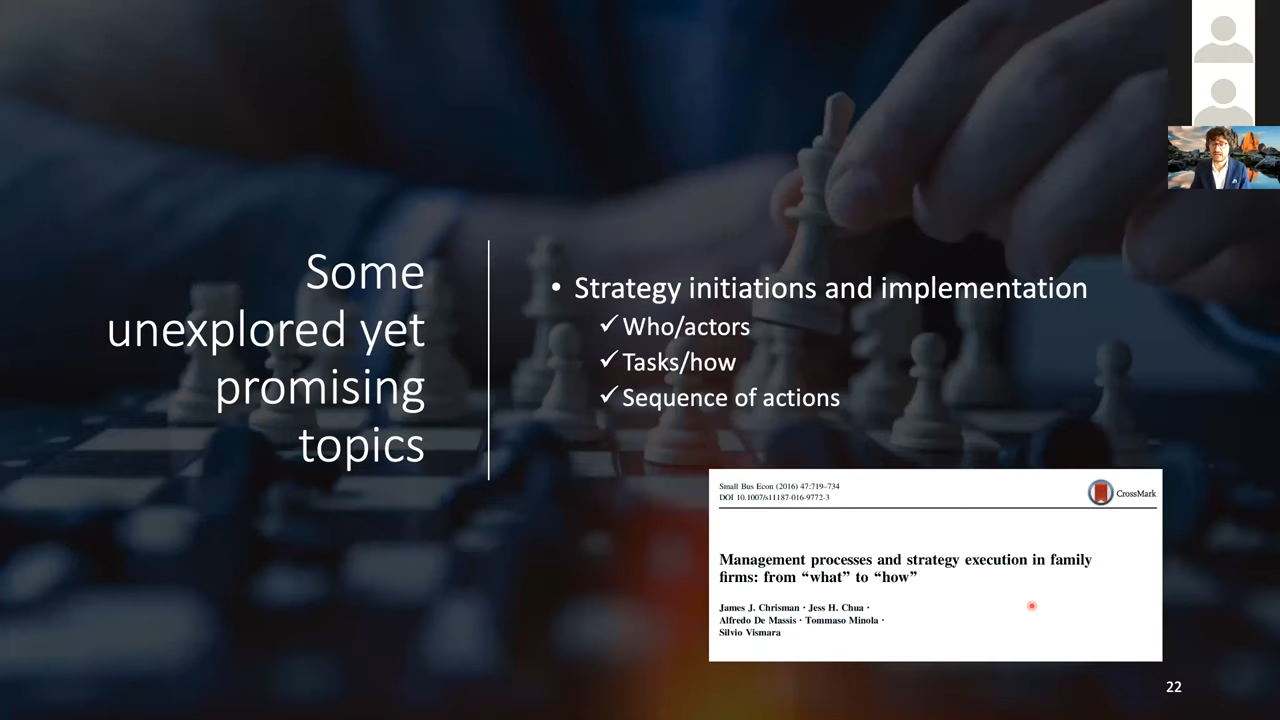 Some
unexplored yet
promising
topics
• Strategy initiations and implementation
✓Who/actors
✓Tasks/how
✓Sequence of actions
Small Bus Econ (2016) 47:719–734
DOI 10.1007/s11187-016-9772-3
CrossMark
Management processes and strategy execution in family
firms: from “what” to “how”
James J. Chrisman · Jess H. Chua ·
Alfredo De Massis · Tommaso Minola ·
Silvio Vismara
22